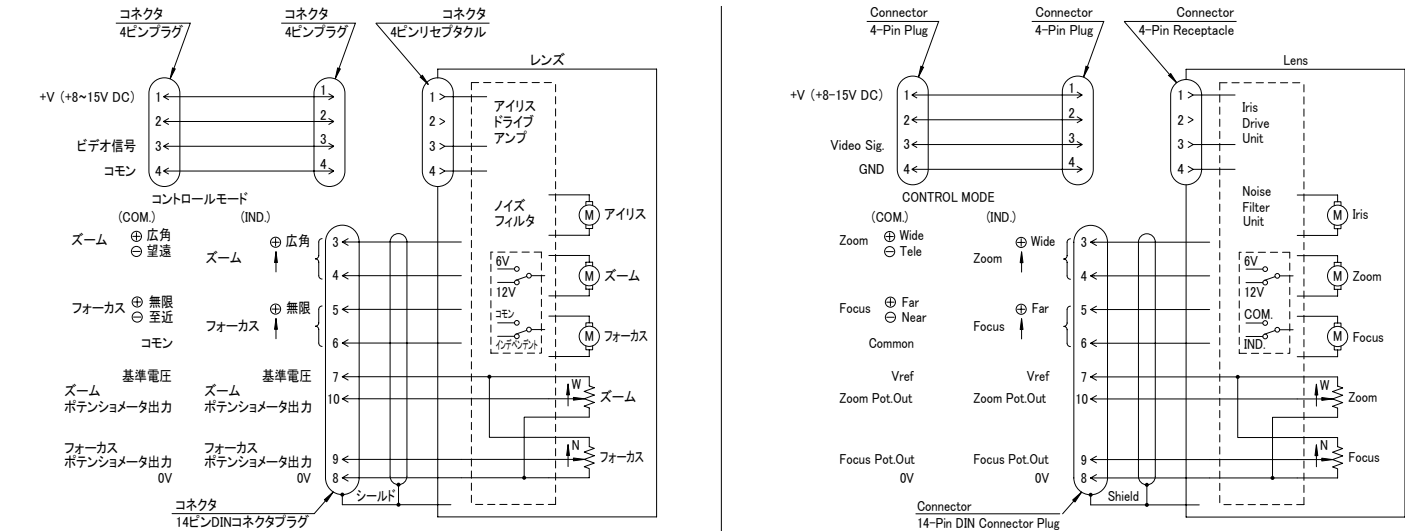 コネクタ
4ピンプラグ
コネクタ
4ピンプラグ
コネクタ
4ピンリセプタクル
レンズ
+V (+8~15V DC)
1
1
1
2
2
2
ビデオ信号
3
3
3
コモン
4
4
4
アイリス
ドライブ
アンプ
コントロールモード
(COM.)
(IND.)
ズーム
⊕ 広角
⊖ 望遠
⊕ 広角
ズーム
3
4
フォーカス
⊕ 無限
⊖ 至近
⊕ 無限
フォーカス
コモン
5
6
ノイズ
フィルタ
6V
12V
コモン
インデペンデント
M アイリス
M ズーム
M フォーカス
基準電圧
基準電圧
7
ズーム
ポテンショメータ出力
ズーム
ポテンショメータ出力
10
W
ズーム
フォーカス
ポテンショメータ出力
フォーカス
ポテンショメータ出力
9
N
フォーカス
0V
0V
8
シールド
コネクタ
14ピンDINコネクタプラグ
Connector
4-Pin Plug
Connector
4-Pin Plug
Connector
4-Pin Receptacle
Lens
+V (+8-15V DC)
1
1
1
2
2
2
Video Sig.
3
3
3
GND
4
4
4
Iris
Drive
Unit
CONTROL MODE
(COM.)
(IND.)
Zoom
⊕ Wide
⊖ Tele
⊕ Wide
Zoom
3
4
Focus
⊕ Far
⊖ Near
⊕ Far
Focus
Common
5
6
Noise
Filter
Unit
6V
12V
COM.
IND.
M Iris
M Zoom
M Focus
Vref
Vref
7
Zoom Pot.Out
Zoom Pot.Out
10
W
Zoom
Focus Pot.Out
Focus Pot.Out
9
N
Focus
0V
0V
8
Shield
Connector
14-Pin DIN Connector Plug